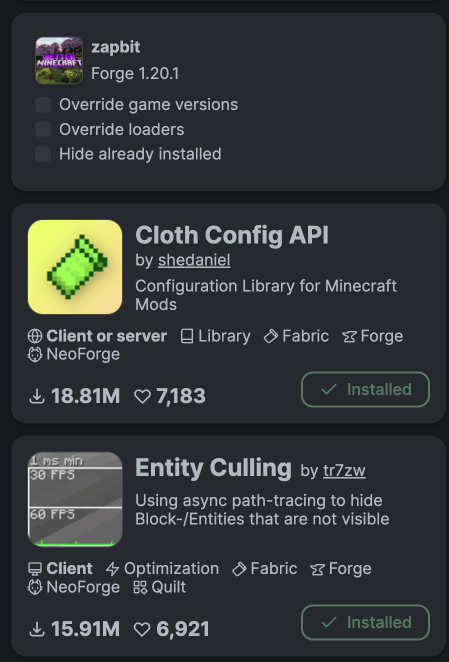 BETTER
MINECRAFT
zapbit
Forge 1.20.1
Override game versions
Override loaders
Hide already installed
Cloth Config API
by shedaniel
Configuration Library for Minecraft
Mods
Client or server Library Fabric Forge
NeoForge
18.81M 7,183 Installed
1 ms min
30 FPS
60 FPS
Entity Culling by tr7zw
Using async path-tracing to hide
Block-/Entities that are not visible
Client Optimization Fabric Forge
NeoForge Quilt
15.91M 6,921 Installed